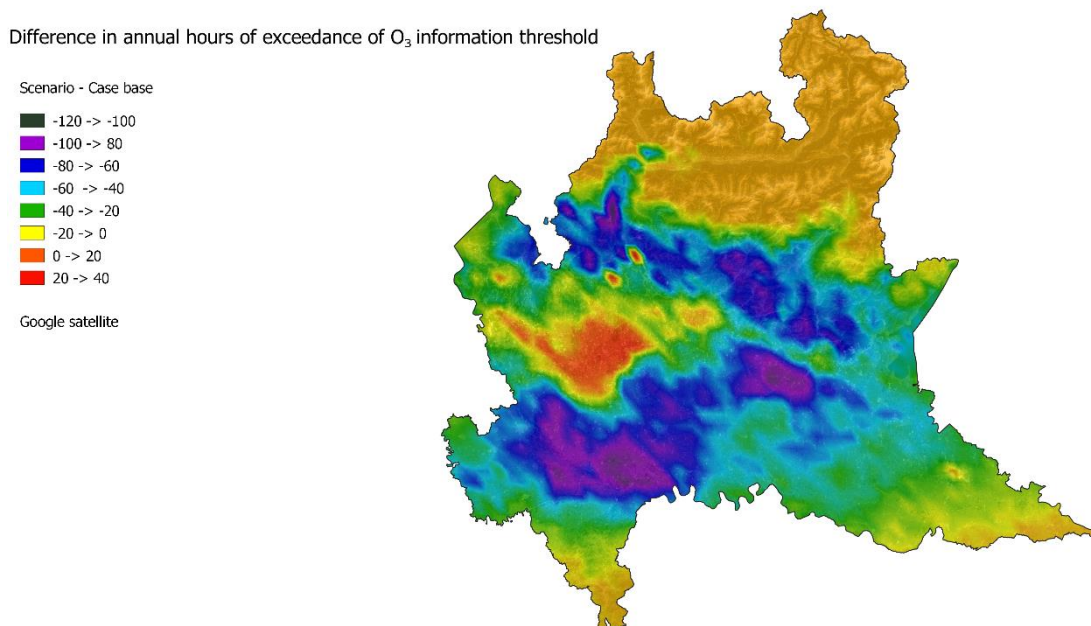 Difference in annual hours of exceedance of O₃ information threshold
Scenario - Case base
-120 -> -100
-100 -> 80
-80 -> -60
-60 -> -40
-40 -> -20
-20 -> 0
0 -> 20
20 -> 40
Google satellite